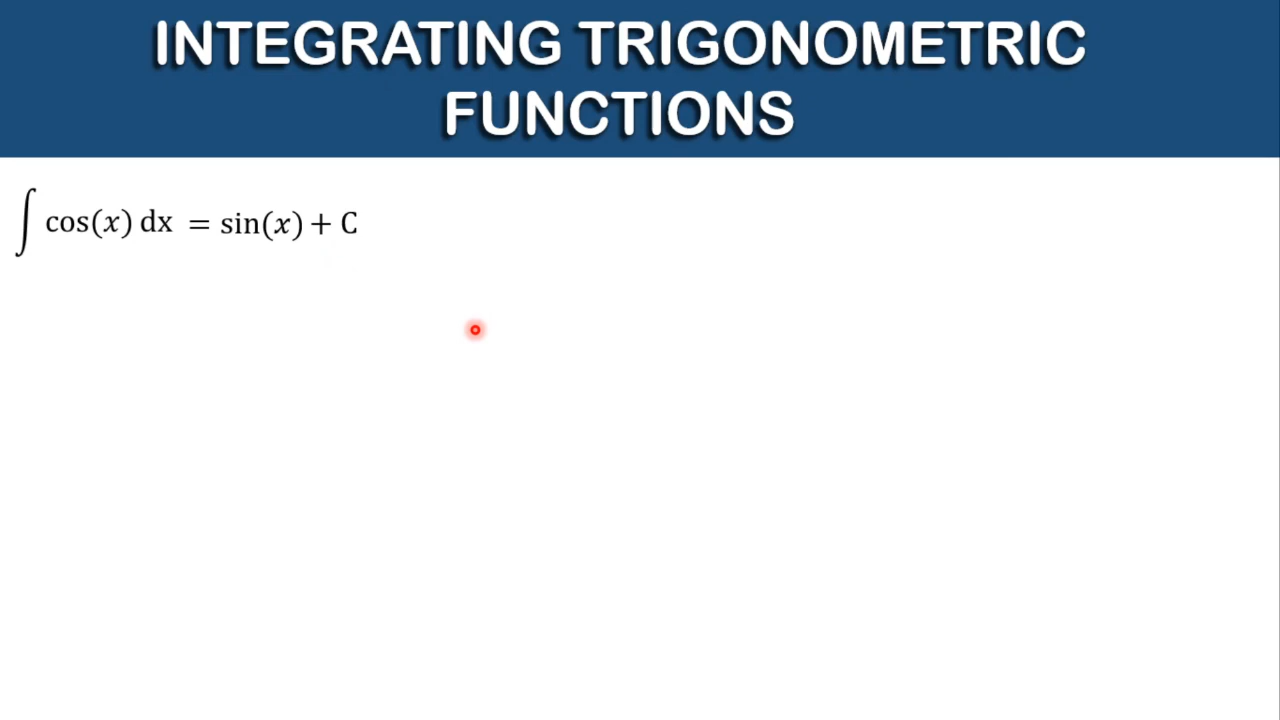 INTEGRATING TRIGONOMETRIC
FUNCTIONS
∫ cos(x) dx = sin(x) + C